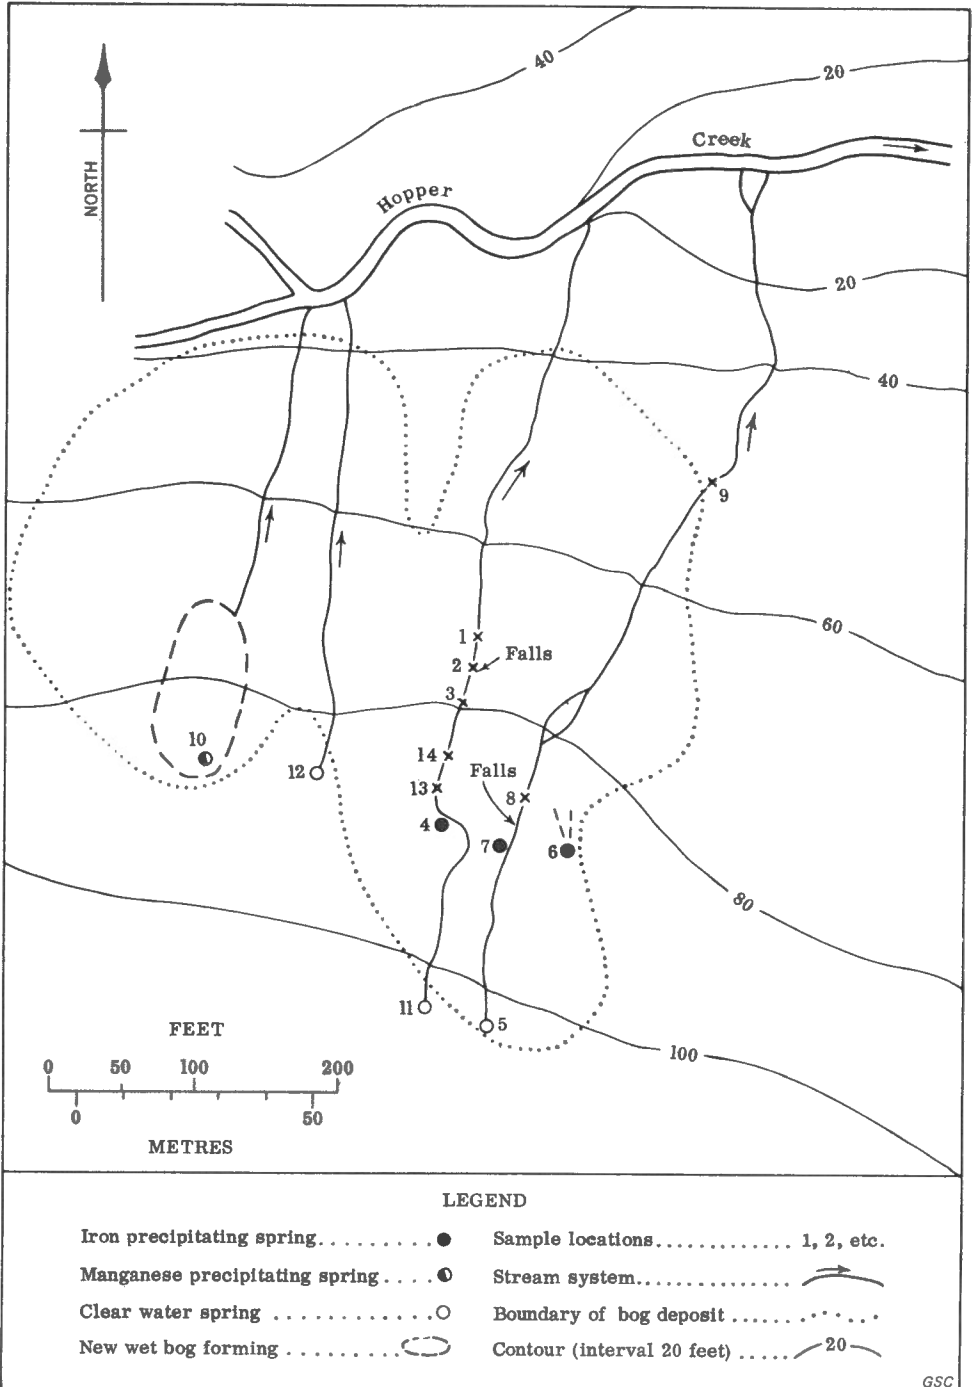 40
20
Creek
NORTH
Hopper
20
40
9
60
1
Falls
2
3
10
14
12
Falls
13
8
4
7
6
80
11
5
FEET
100
0 50 100 200
0 50
METRES
LEGEND
Iron precipitating spring.........
Sample locations............. 1, 2, etc.
Manganese precipitating spring....
Stream system..............
Clear water spring ............
Boundary of bog deposit ......
New wet bog forming .........
Contour (interval 20 feet) ..... 20
GSC